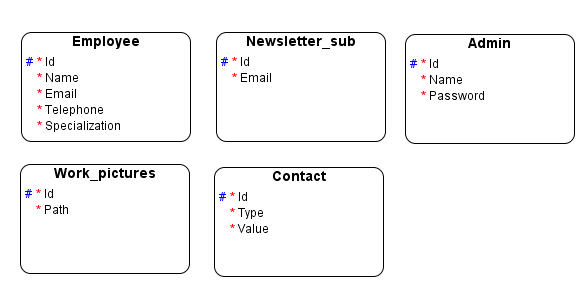 Employee
# * Id
* Name
* Email
* Telephone
* Specialization
Newsletter_sub
# * Id
* Email
Admin
# * Id
* Name
* Password
Work_pictures
# * Id
* Path
Contact
# * Id
* Type
* Value